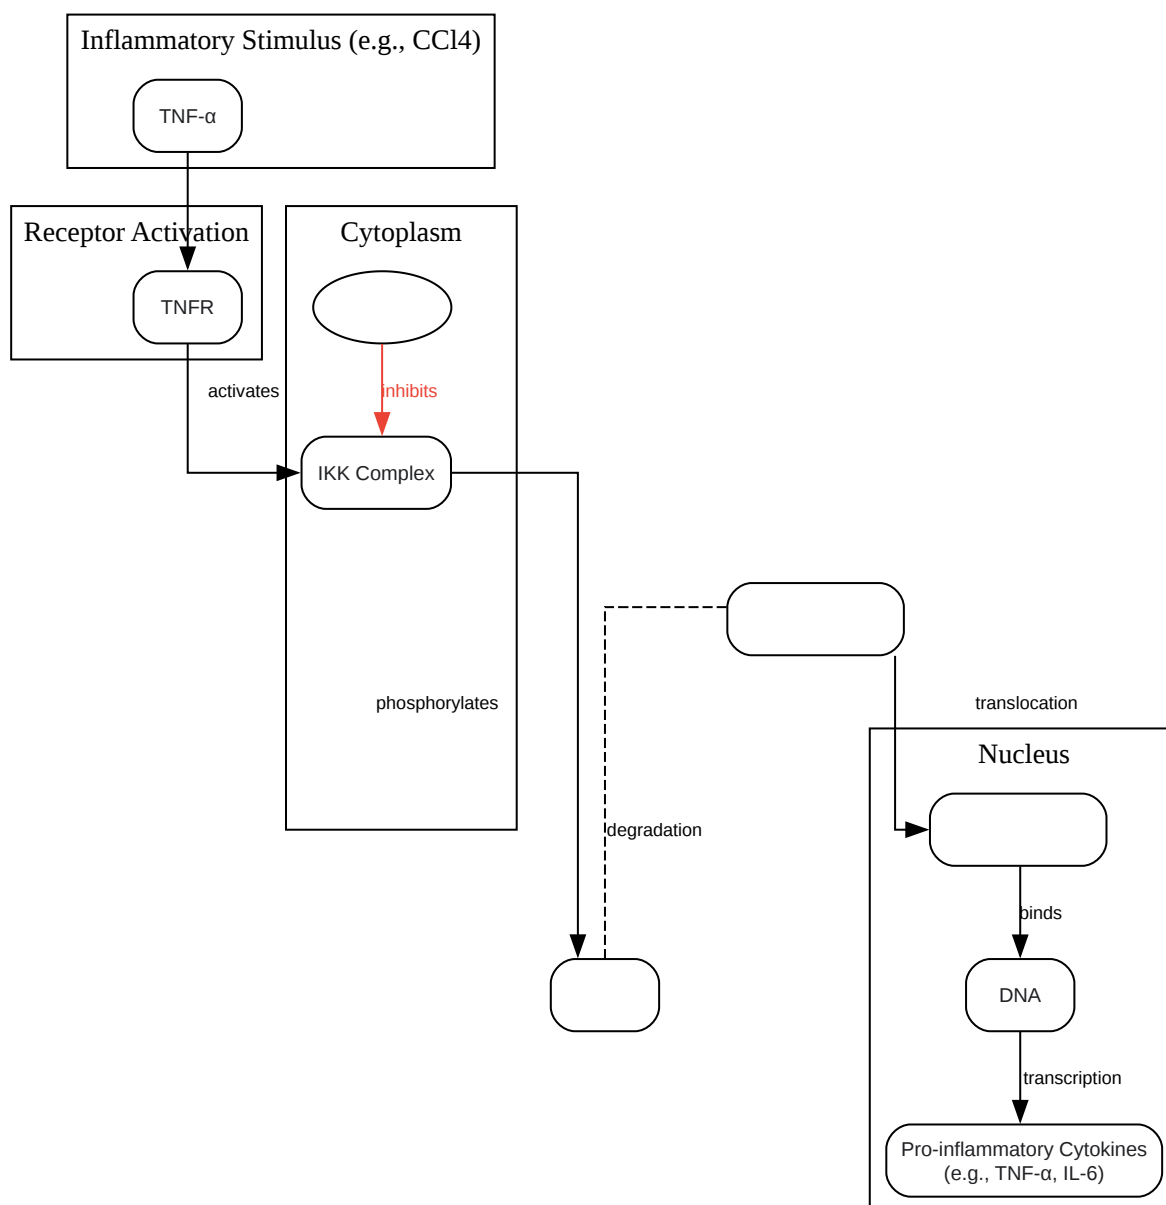 Inflammatory Stimulus (e.g., CCl4)
TNF-α
Receptor Activation
TNFR
activates
Cytoplasm
inhibits
IKK Complex
phosphorylates
degradation
translocation
Nucleus
binds
DNA
transcription
Pro-inflammatory Cytokines
(e.g., TNF-α, IL-6)